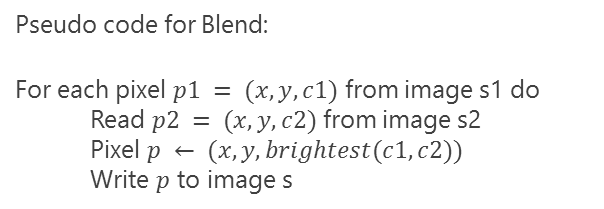 Pseudo code for Blend:
For each pixel p1 = (x, y, c1) from image s1 do
Read p2 = (x, y, c2) from image s2
Pixel p ← (x, y, brightest(c1, c2))
Write p to image s